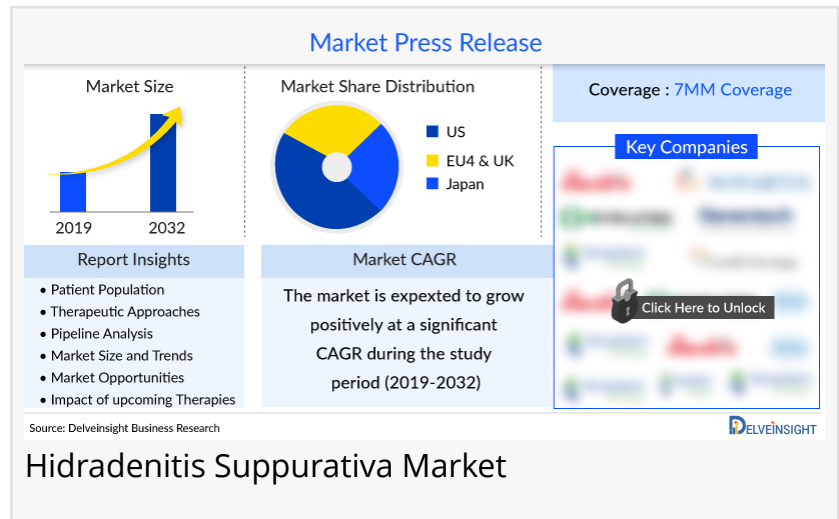 Market Press Release
Market Size
2019
2032
Market Share Distribution
US
EU4 & UK
Japan
Coverage : 7MM Coverage
Key Companies
Click Here to Unlock
Report Insights
• Patient Population
• Therapeutic Approaches
• Pipeline Analysis
• Market Size and Trends
• Market Opportunities
• Impact of upcoming Therapies
Market CAGR
The market is expexted to grow
positively at a significant
CAGR during the study
period (2019-2032)
Source: Delveinsight Business Research
DELVEINSIGHT
Hidradenitis Suppurativa Market